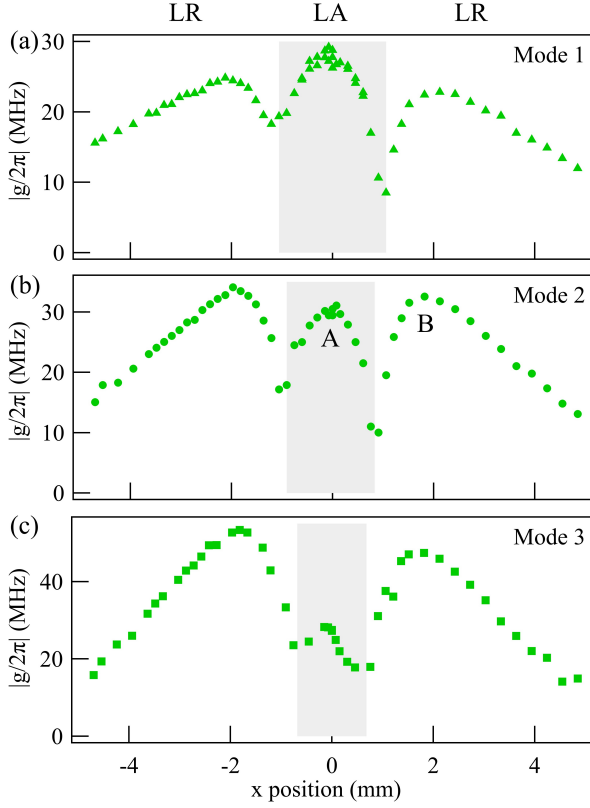 LR LA LR
(a) Mode 1
30
20
10
0
|g/2π| (MHz)
(b) Mode 2
30
20
10
0
|g/2π| (MHz)
A
B
(c) Mode 3
40
20
0
|g/2π| (MHz)
-4 -2 0 2 4
x position (mm)